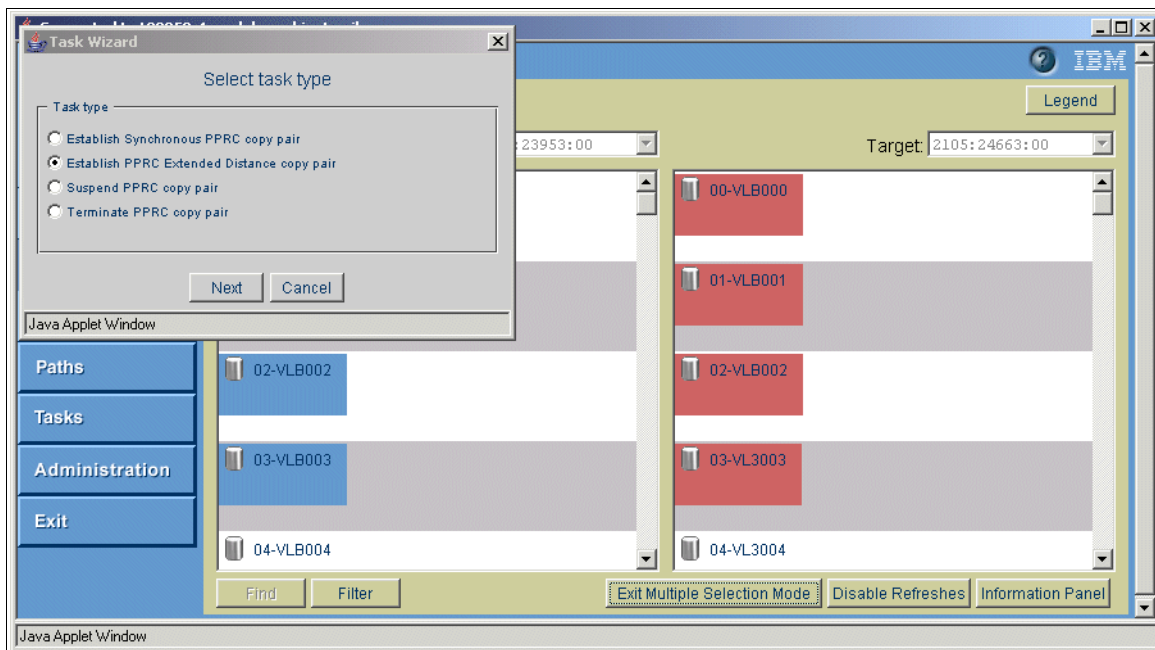 Task Wizard
Select task type
Task type
Establish Synchronous PPRC copy pair
Establish PPRC Extended Distance copy pair
Suspend PPRC copy pair
Terminate PPRC copy pair
Next
Cancel
Java Applet Window
IBM
Legend
:23953:00
Target: 2105:24663:00
00-VLB000
01-VLB001
Paths
02-VLB002
02-VLB002
Tasks
Administration
03-VLB003
03-VL3003
Exit
04-VLB004
04-VL3004
Find
Filter
Exit Multiple Selection Mode
Disable Refreshes
Information Panel
Java Applet Window